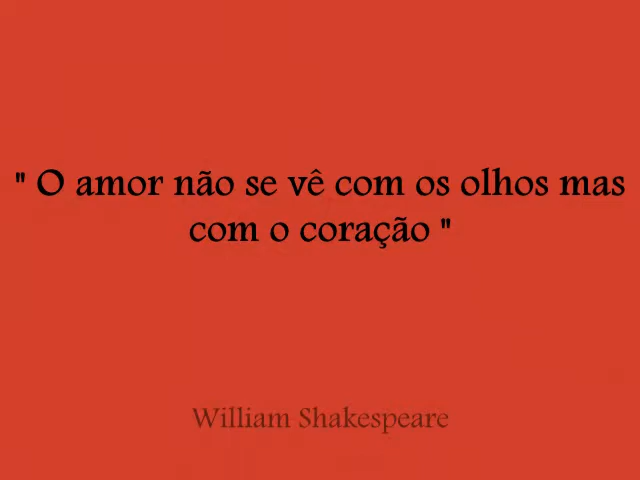 " O amor não se vê com os olhos mas
com o coração "
William Shakespeare